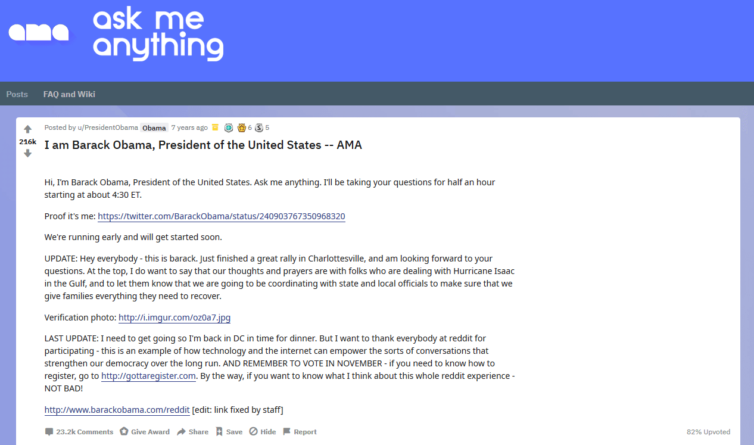 ama
ask me
anything
Posts FAQ and Wiki
Posted by u/PresidentObama Obama 7 years ago 6 5
216k
I am Barack Obama, President of the United States -- AMA
Hi, I'm Barack Obama, President of the United States. Ask me anything. I'll be taking your questions for half an hour
starting at about 4:30 ET.
Proof it's me: https://twitter.com/BarackObama/status/240903767350968320
We're running early and will get started soon.
UPDATE: Hey everybody - this is barack. Just finished a great rally in Charlottesville, and am looking forward to your
questions. At the top, I do want to say that our thoughts and prayers are with folks who are dealing with Hurricane Isaac
in the Gulf, and to let them know that we are going to be coordinating with state and local officials to make sure that we
give families everything they need to recover.
Verification photo: http://i.imgur.com/oz0a7.jpg
LAST UPDATE: I need to get going so I'm back in DC in time for dinner. But I want to thank everybody at reddit for
participating - this is an example of how technology and the internet can empower the sorts of conversations that
strengthen our democracy over the long run. AND REMEMBER TO VOTE IN NOVEMBER - if you need to know how to
register, go to http://gottaregister.com. By the way, if you want to know what I think about this whole reddit experience -
NOT BAD!
http://www.barackobama.com/reddit [edit: link fixed by staff]
23.2k Comments Give Award Share Save Hide Report 82% Upvoted